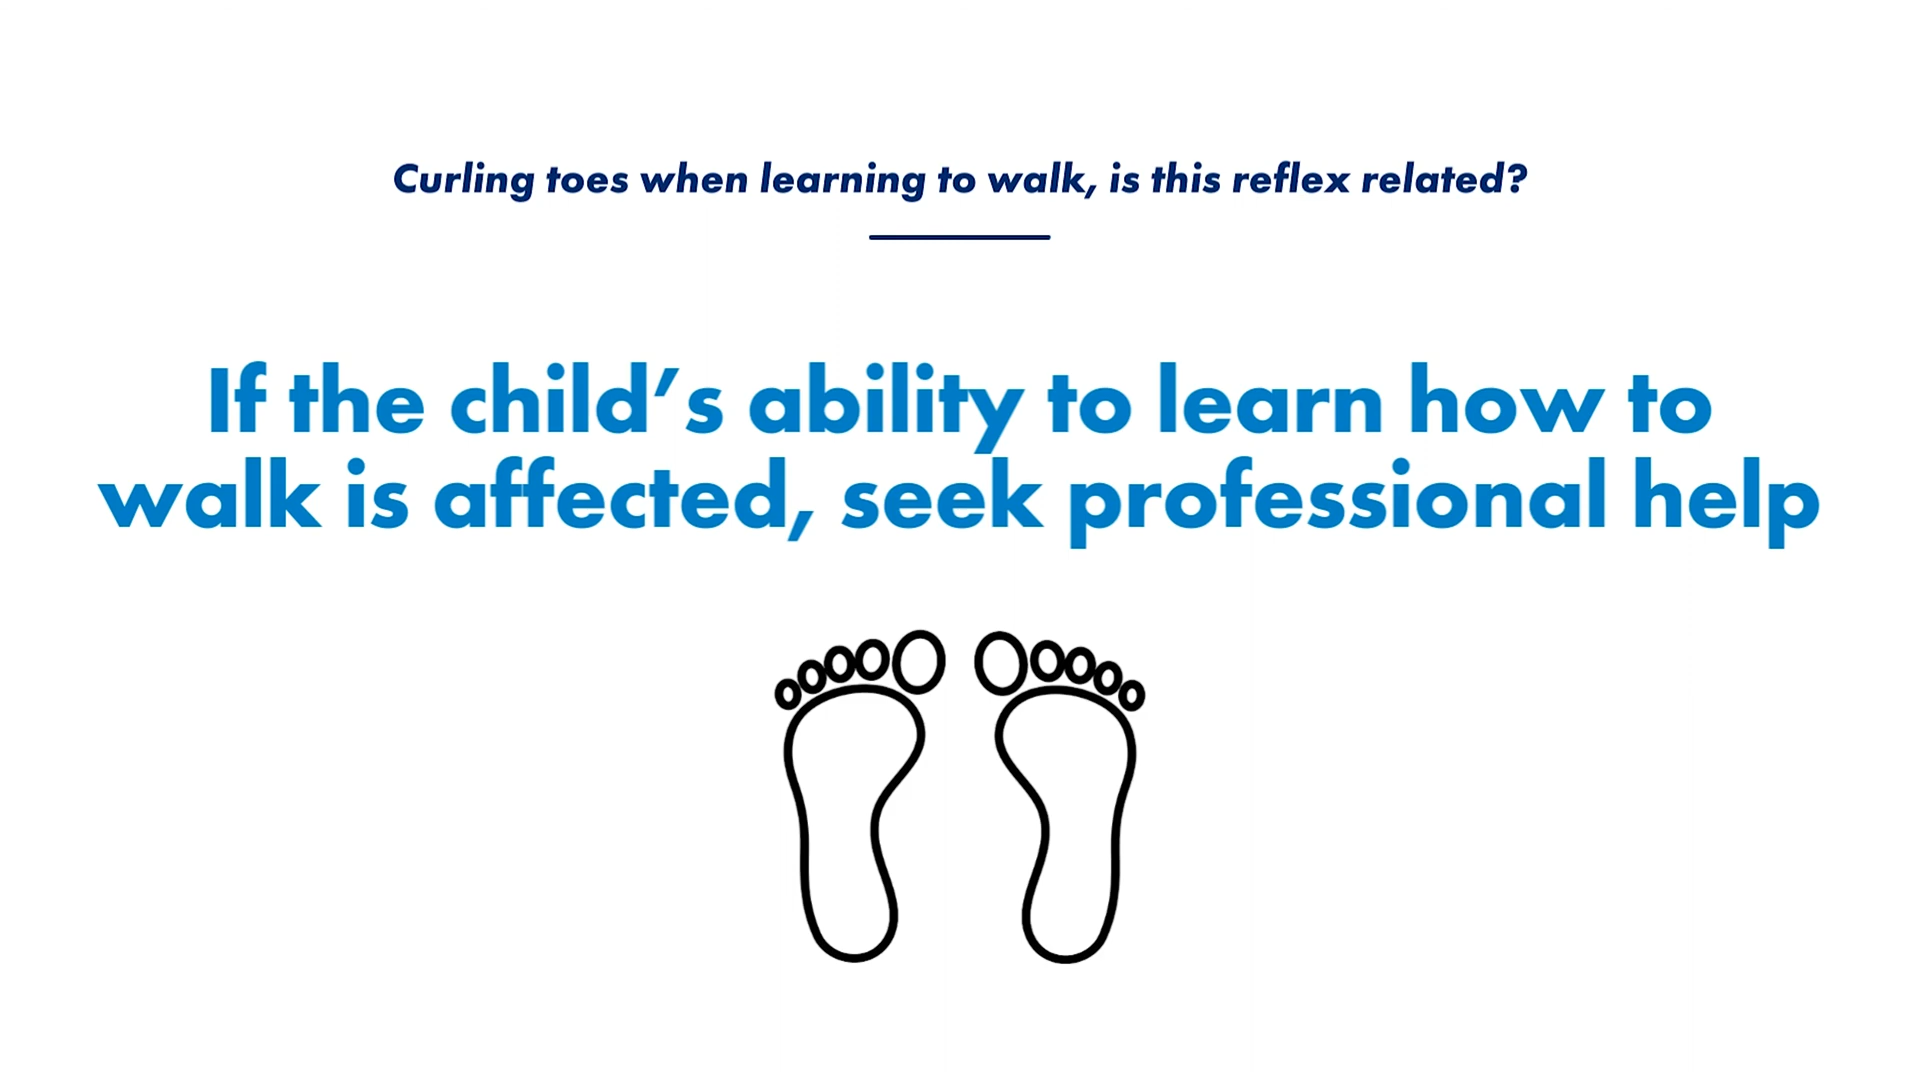 Curling toes when learning to walk, is this reflex related?
If the child’s ability to learn how to
walk is affected, seek professional help